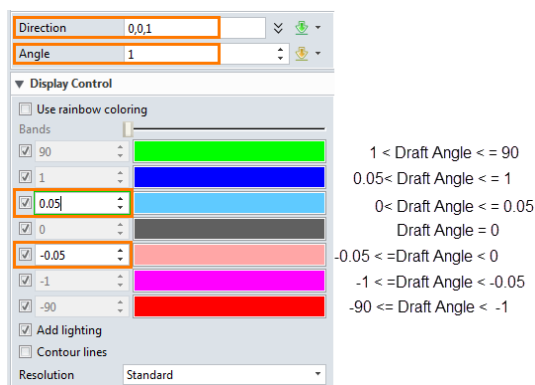 Direction 0,0,1
Angle 1
Display Control
Use rainbow coloring
Bands
90 1 < Draft Angle < = 90
1 0.05< Draft Angle < = 1
0.05 0< Draft Angle < = 0.05
0 Draft Angle = 0
-0.05 -0.05 < =Draft Angle < 0
-1 -1 < =Draft Angle < -0.05
-90 -90 <= Draft Angle < -1
Add lighting
Contour lines
Resolution Standard